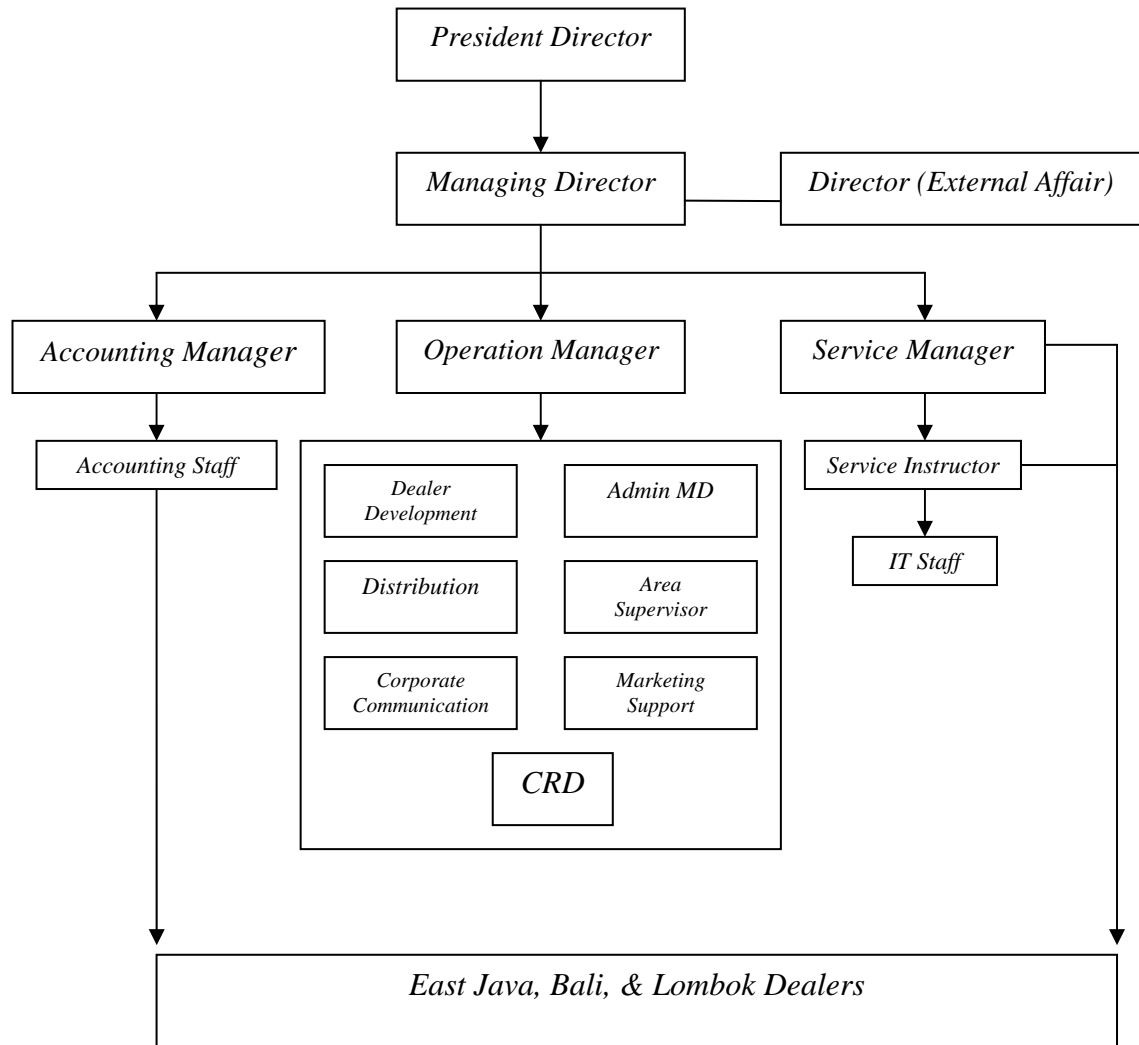 President Director
Managing Director
Director (External Affair)
Accounting Manager
Operation Manager
Service Manager
Accounting Staff
Service Instructor
Dealer
Development
Admin MD
IT Staff
Distribution
Area
Supervisor
Corporate
Communication
Marketing
Support
CRD
East Java, Bali, & Lombok Dealers